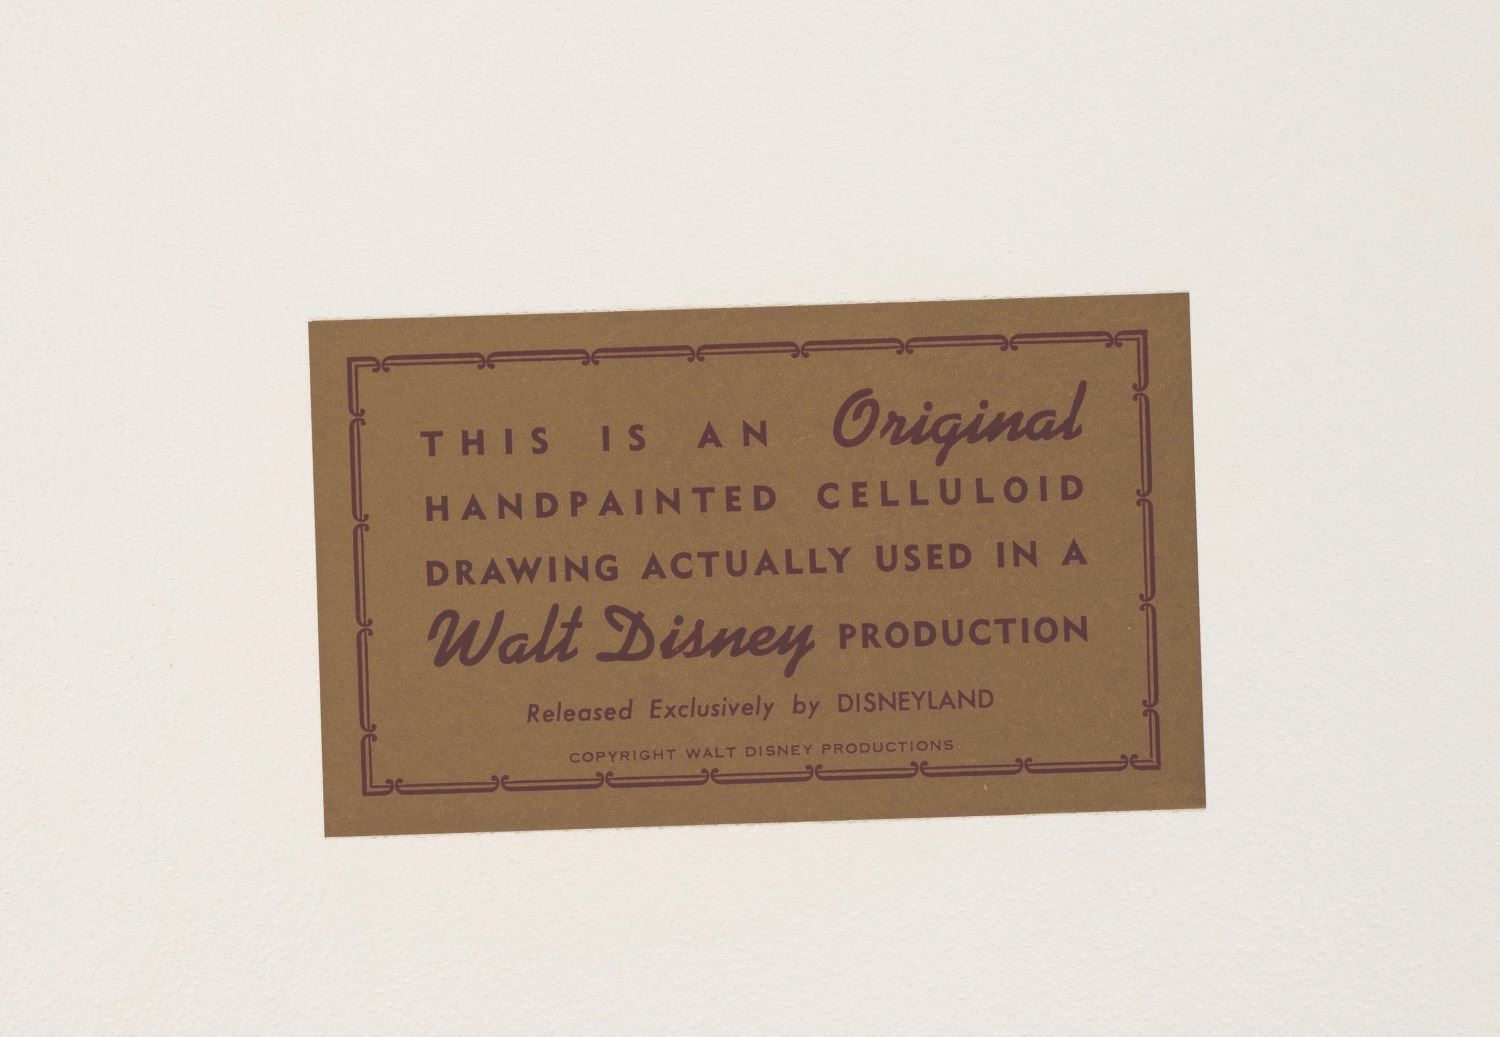 THIS IS AN Original
HANDPAINTED CELLULOID
DRAWING ACTUALLY USED IN A
Walt Disney PRODUCTION
Released Exclusively by DISNEYLAND
COPYRIGHT WALT DISNEY PRODUCTIONS